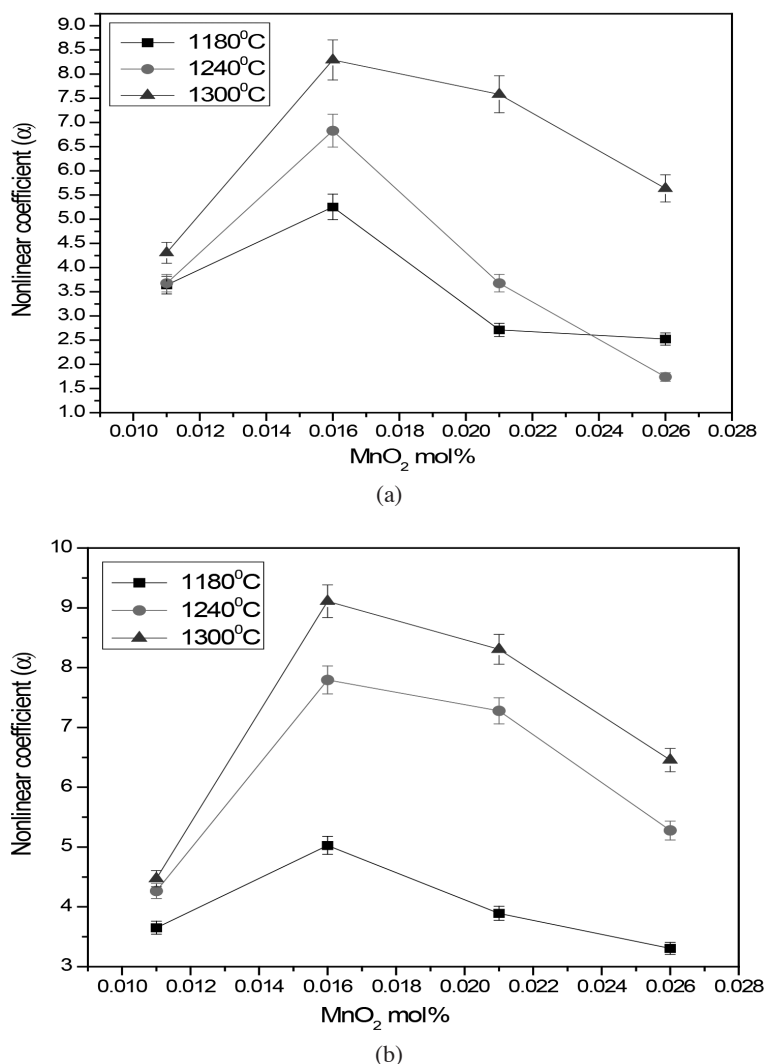 9.0
8.5
8.0
7.5
7.0
6.5
6.0
5.5
5.0
4.5
4.0
3.5
3.0
2.5
2.0
1.5
1.0
Nonlinear coefficient (α)
1180⁰C
1240⁰C
1300⁰C
0.010 0.012 0.014 0.016 0.018 0.020 0.022 0.024 0.026 0.028
MnO₂ mol%
(a)
10
9
8
7
6
5
4
3
Nonlinear coefficient (α)
1180⁰C
1240⁰C
1300⁰C
0.010 0.012 0.014 0.016 0.018 0.020 0.022 0.024 0.026 0.028
MnO₂ mol%
(b)